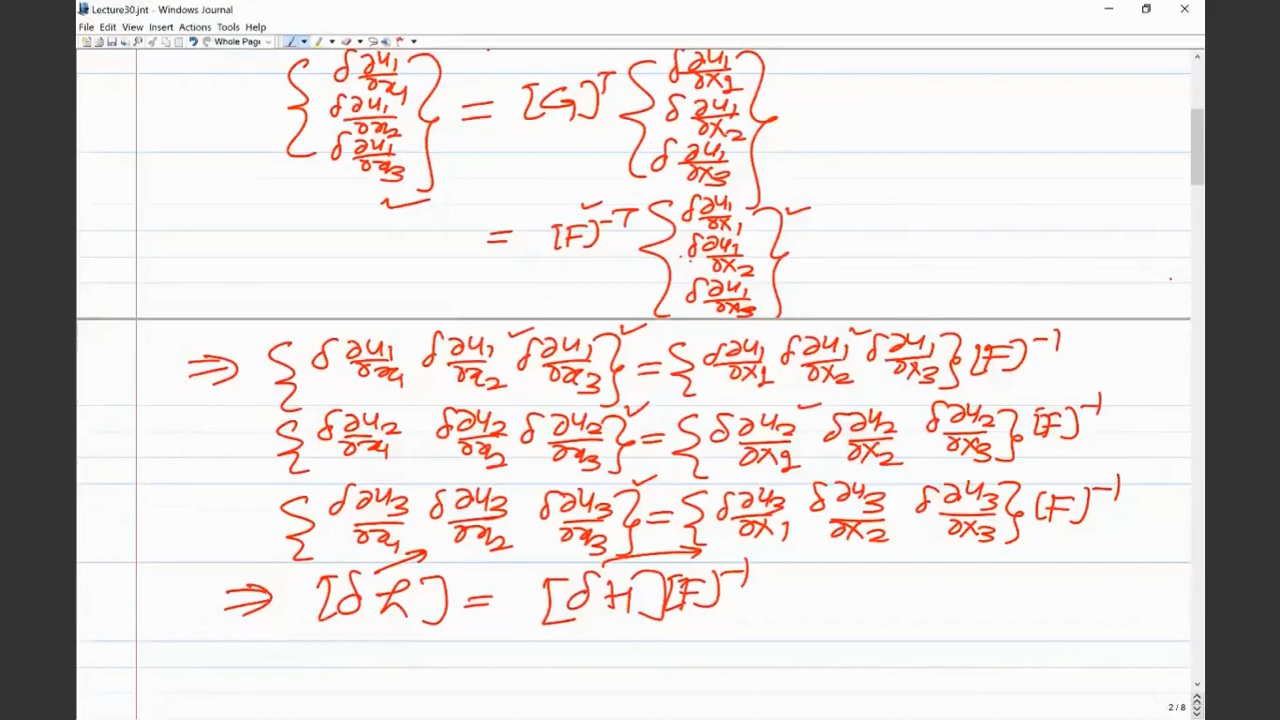 Lecture30.jnt - Windows Journal
File Edit View Insert Actions Tools Help
Whole Page
{δ∂u₁/∂x₁ δ∂u₁/∂x₂ δ∂u₁/∂x₃} = [G]ᵀ {δ∂u₁/∂X₁ δ∂u₁/∂X₂ δ∂u₁/∂X₃}
= [F]⁻ᵀ {δ∂u₁/∂X₁ δ∂u₁/∂X₂ δ∂u₁/∂X₃}
⇒ {δ∂u₁/∂x₁ δ∂u₁/∂x₂ δ∂u₁/∂x₃} = {δ∂u₁/∂X₁ δ∂u₁/∂X₂ δ∂u₁/∂X₃} [F]⁻¹
{δ∂u₂/∂x₁ δ∂u₂/∂x₂ δ∂u₂/∂x₃} = {δ∂u₂/∂X₁ δ∂u₂/∂X₂ δ∂u₂/∂X₃} [F]⁻¹
{δ∂u₃/∂x₁ δ∂u₃/∂x₂ δ∂u₃/∂x₃} = {δ∂u₃/∂X₁ δ∂u₃/∂X₂ δ∂u₃/∂X₃} [F]⁻¹
⇒ [δh] = [δH][F]⁻¹
2 / 8